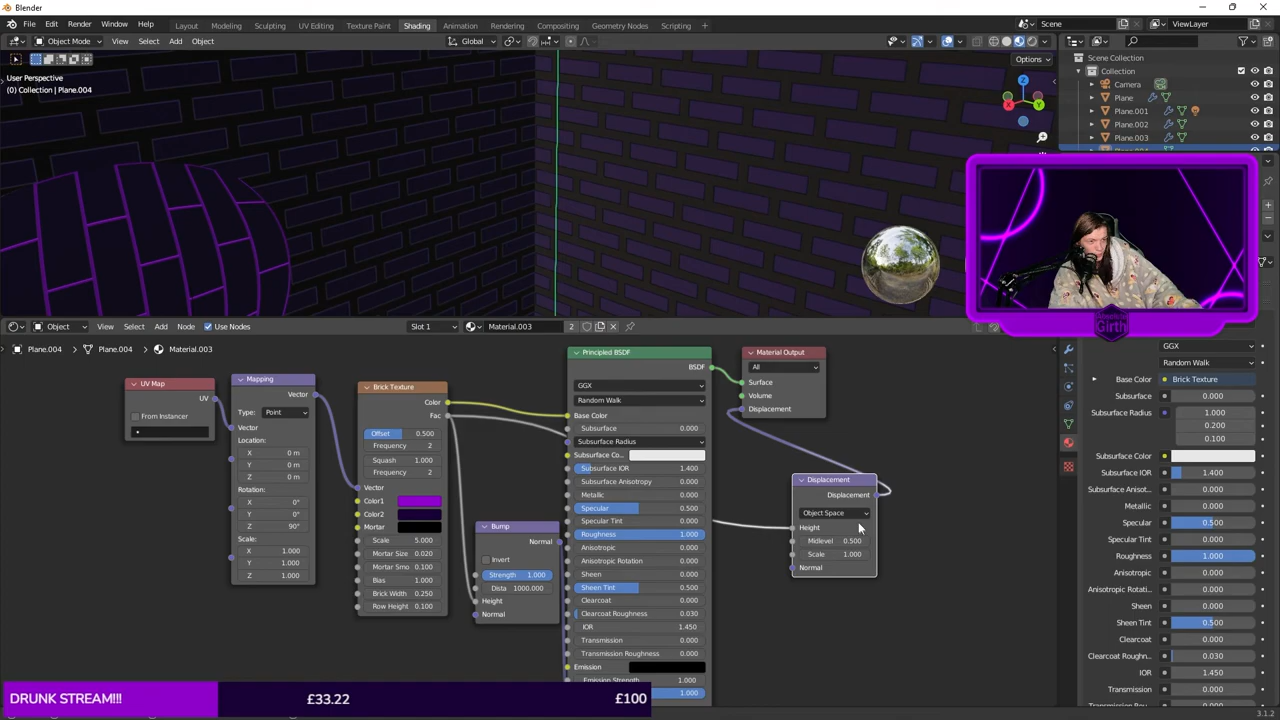 Blender
File Edit Render Window Help Layout Modeling Sculpting UV Editing Texture Paint Shading Animation Rendering Compositing Geometry Nodes Scripting + Scene ViewLayer
Object Mode View Select Add Object Global
Options
User Perspective
(0) Collection | Plane.004
X
Y
Z
Scene Collection
Collection
Camera
Plane
Plane.001
Plane.002
Plane.003
Girth
Object View Select Add Node Use Nodes Slot 1 Material.003 2
Plane.004 Plane.004 Material.003
UV Map
UV
From Instancer
Mapping
Vector
Type: Point
Vector
Location:
X 0 m
Y 0 m
Z 0 m
Rotation:
X 0°
Y 0°
Z 90°
Scale:
X 1.000
Y 1.000
Z 1.000
Brick Texture
Color
Fac
Offset 0.500
Frequency 2
Squash 1.000
Frequency 2
Vector
Color1
Color2
Mortar
Scale 5.000
Mortar Size 0.020
Mortar Smo 0.100
Bias 1.000
Brick Width 0.250
Row Height 0.100
Bump
Normal
Invert
Strength 1.000
Dista 1000.000
Height
Normal
Principled BSDF
BSDF
GGX
Random Walk
Base Color
Subsurface 0.000
Subsurface Radius
Subsurface Co...
Subsurface IOR 1.400
Subsurface Anisotropy 0.000
Metallic 0.000
Specular 0.500
Specular Tint 0.000
Roughness 1.000
Anisotropic 0.000
Anisotropic Rotation 0.000
Sheen 0.000
Sheen Tint 0.500
Clearcoat 0.000
Clearcoat Roughness 0.030
IOR 1.450
Transmission 0.000
Transmission Roughness 0.000
Emission
Emission Strength 1.000
1.000
Material Output
All
Surface
Volume
Displacement
Displacement
Displacement
Object Space
Height
Midlevel 0.500
Scale 1.000
Normal
GGX
Random Walk
Base Color Brick Texture
Subsurface 0.000
Subsurface Radius 1.000
0.200
0.100
Subsurface Color
Subsurface IOR 1.400
Subsurface Anisot... 0.000
Metallic 0.000
Specular 0.500
Specular Tint 0.000
Roughness 1.000
Anisotropic 0.000
Anisotropic Rotati... 0.000
Sheen 0.000
Sheen Tint 0.500
Clearcoat 0.000
Clearcoat Roughn... 0.030
IOR 1.450
Transmission 0.000
DRUNK STREAM!!! £33.22 £100
3.1.2